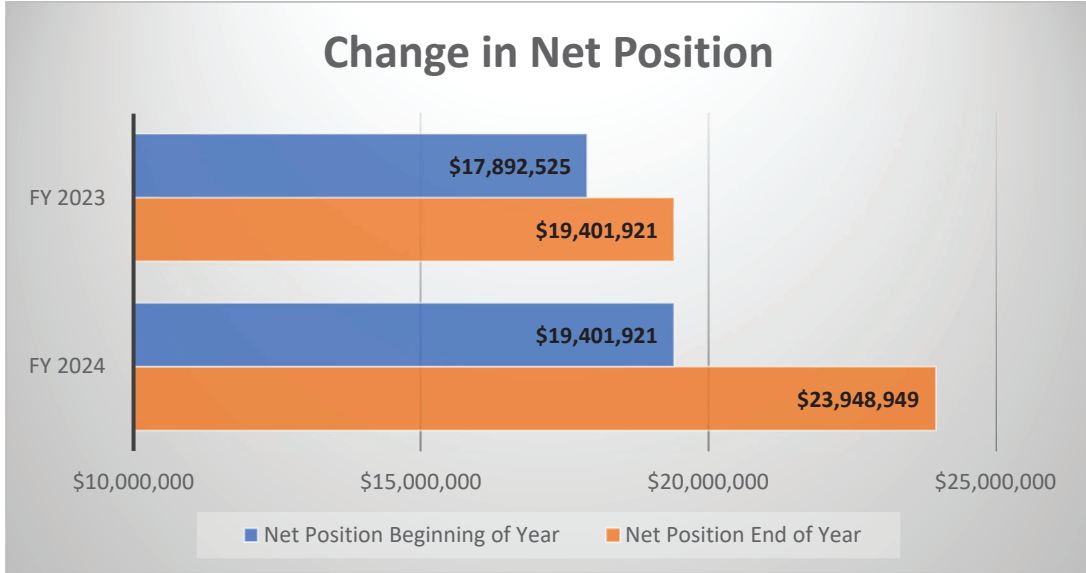 Change in Net Position
FY 2023
$17,892,525
$19,401,921
FY 2024
$19,401,921
$23,948,949
$10,000,000 $15,000,000 $20,000,000 $25,000,000
Net Position Beginning of Year Net Position End of Year